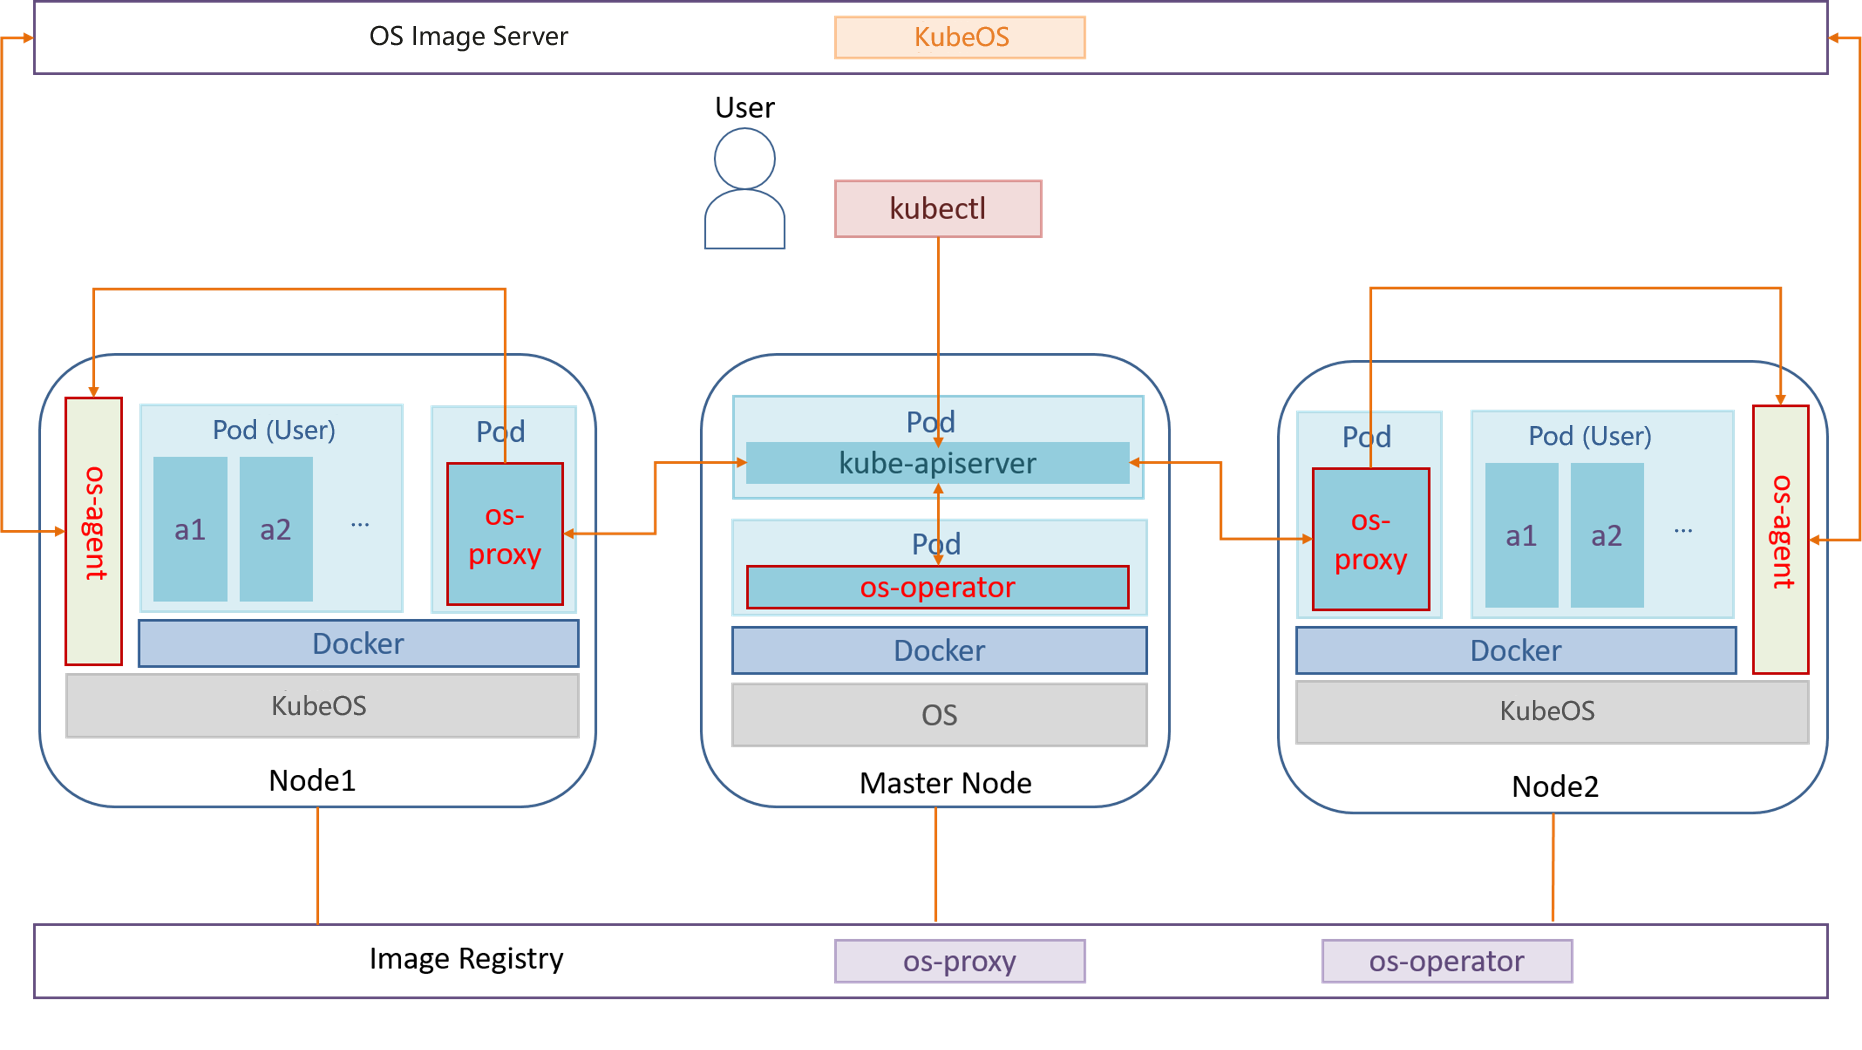 OS Image Server
KubeOS
User
kubectl
os-agent
Pod (User)
a1
a2
...
Pod
os-
proxy
Docker
KubeOS
Node1
Pod
kube-apiserver
Pod
os-operator
Docker
OS
Master Node
Pod
os-
proxy
Pod (User)
a1
a2
...
os-agent
Docker
KubeOS
Node2
Image Registry
os-proxy
os-operator